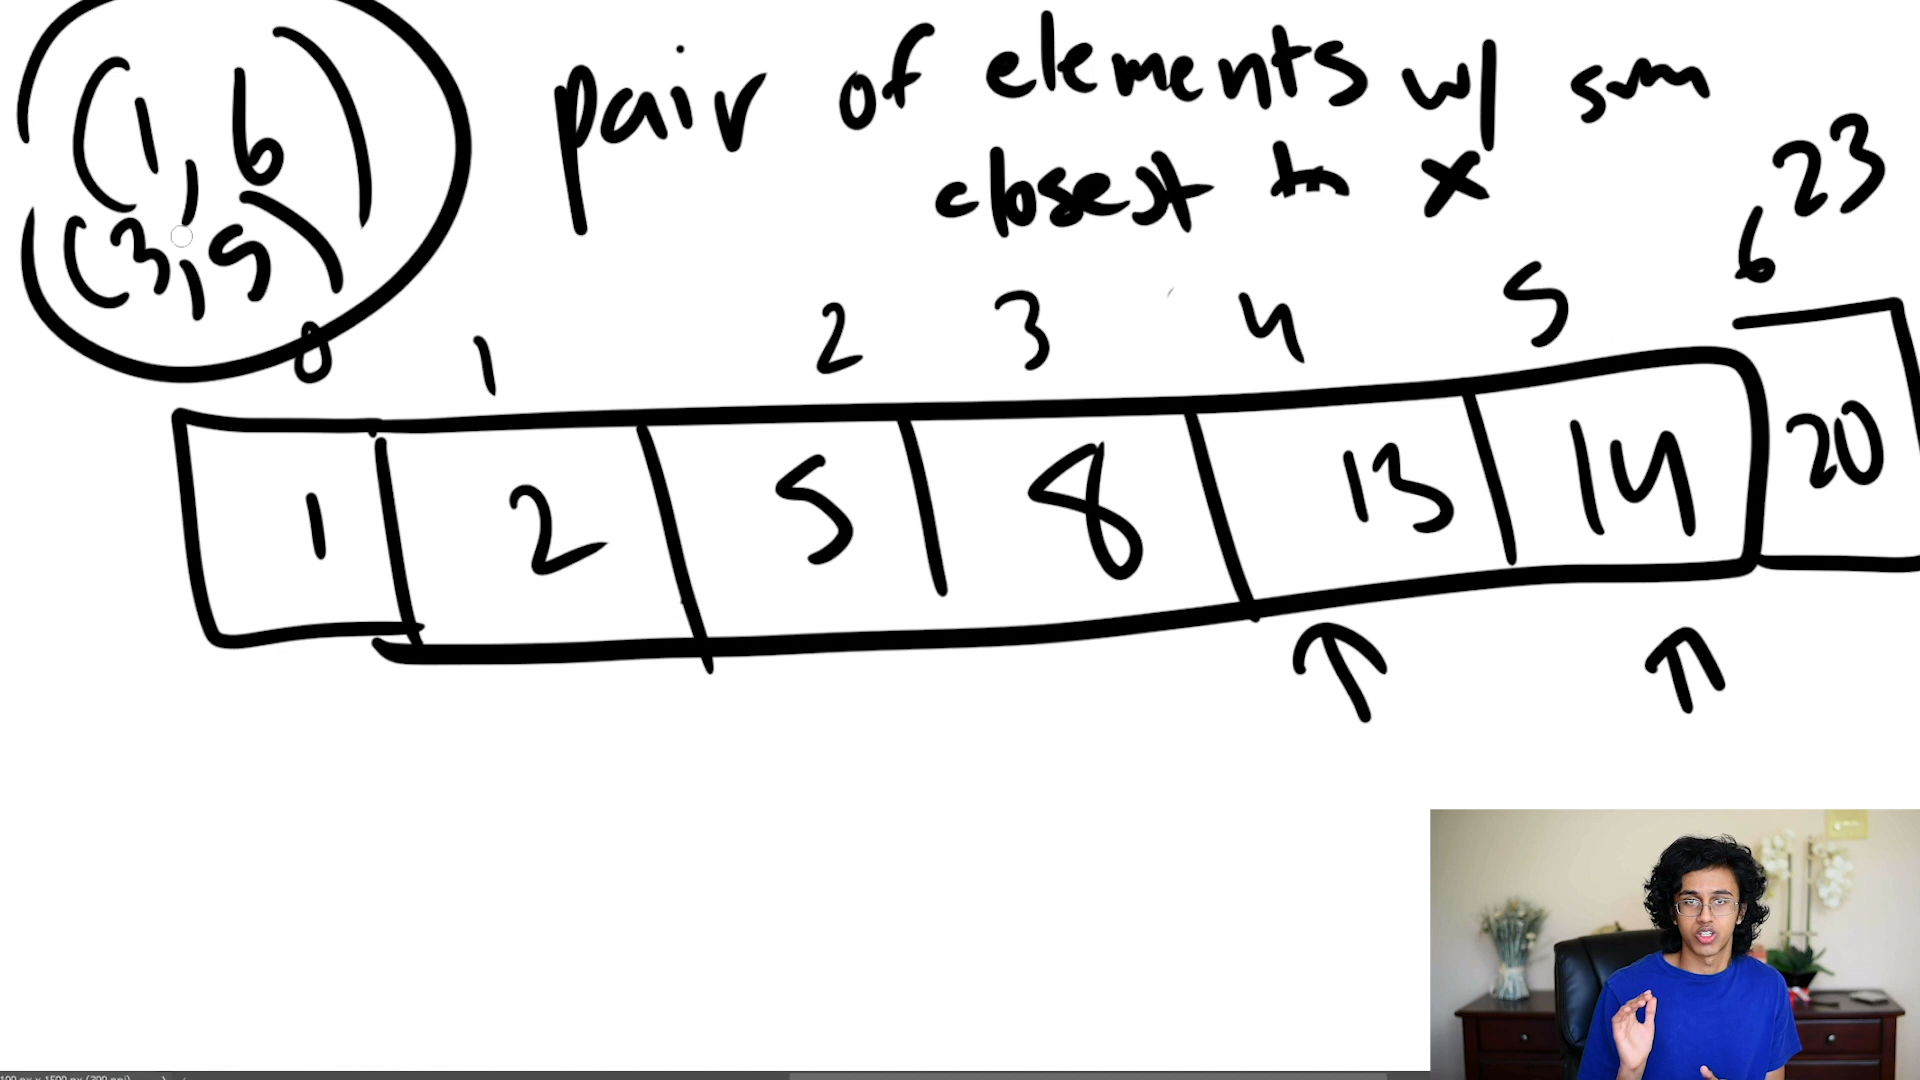 (1, 6)
(3, 5)
pair of elements w/ sum
closest to x
23
0 1 2 3 4 5 6
1 2 5 8 13 14 20